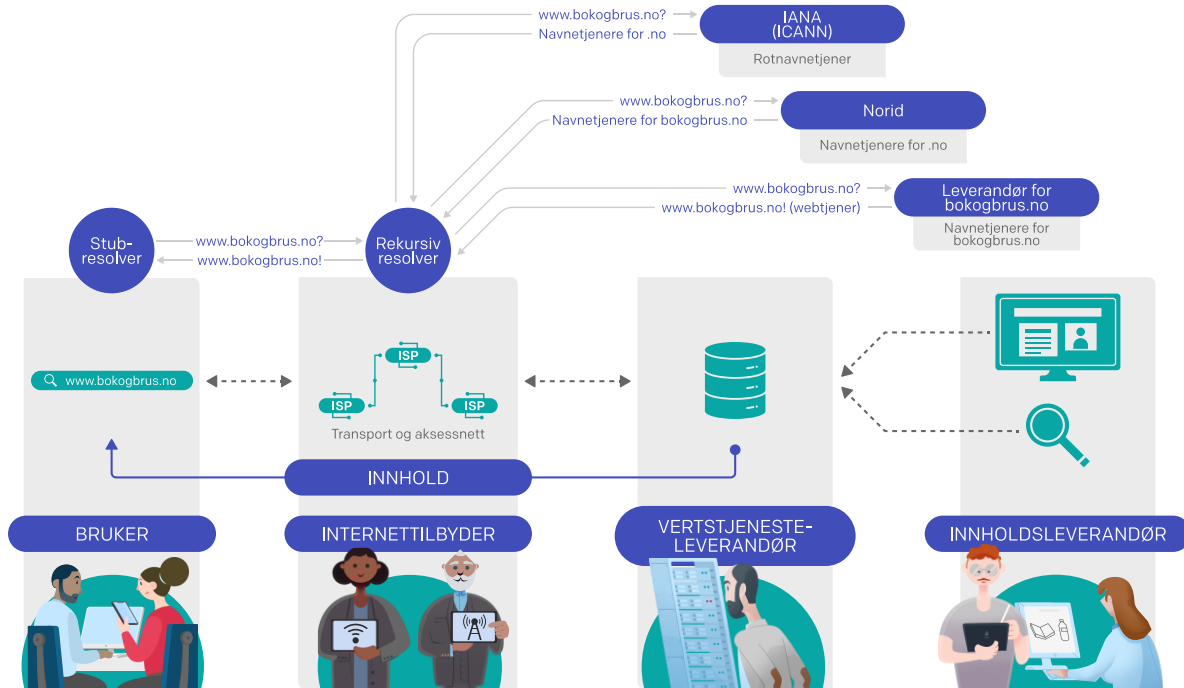 www.bokogbrus.no?
Navnetjenere for .no
IANA
(ICANN)
Rotnavnetjener
www.bokogbrus.no?
Navnetjenere for bokogbrus.no
Norid
Navnetjenere for .no
www.bokogbrus.no?
www.bokogbrus.no! (webtjener)
Leverandør for
bokogbrus.no
Navnetjenere for
bokogbrus.no
Stub-
resolver
www.bokogbrus.no?
www.bokogbrus.no!
Rekursiv
resolver
www.bokogbrus.no
ISP
ISP
ISP
Transport og aksessnett
INNHOLD
BRUKER
INTERNETTILBYDER
VERTSTJENESTE-
LEVERANDØR
INNHOLDSLEVERANDØR